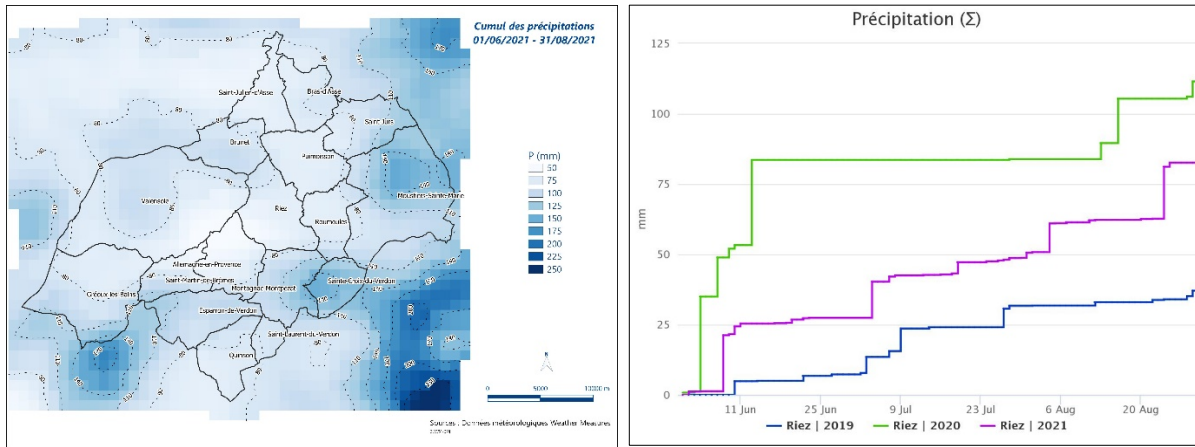 Cumul des précipitations
01/06/2021 - 31/08/2021
Saint-Julien-d'Asse
Bras-d'Asse
Saint Jurs
Brunet
Puimoisson
Moustiers-Sainte-Marie
Valensole
Riez
Roumoules
Allemagne-en-Provence
Saint-Martin-de-Brômes
Sainte-Croix-du-Verdon
Montagnac-Montpezat
Gréoux-les-Bains
Esparron-de-Verdon
Saint-Laurent-du-Verdon
Quinson
P (mm)
50
75
100
125
150
175
200
225
250
0 5000 10000 m
Sources : Données météorologiques Weather Measures
Précipitation (Σ)
mm
125
100
75
50
25
0
11 Jun 25 Jun 9 Jul 23 Jul 6 Aug 20 Aug
Riez | 2019 Riez | 2020 Riez | 2021